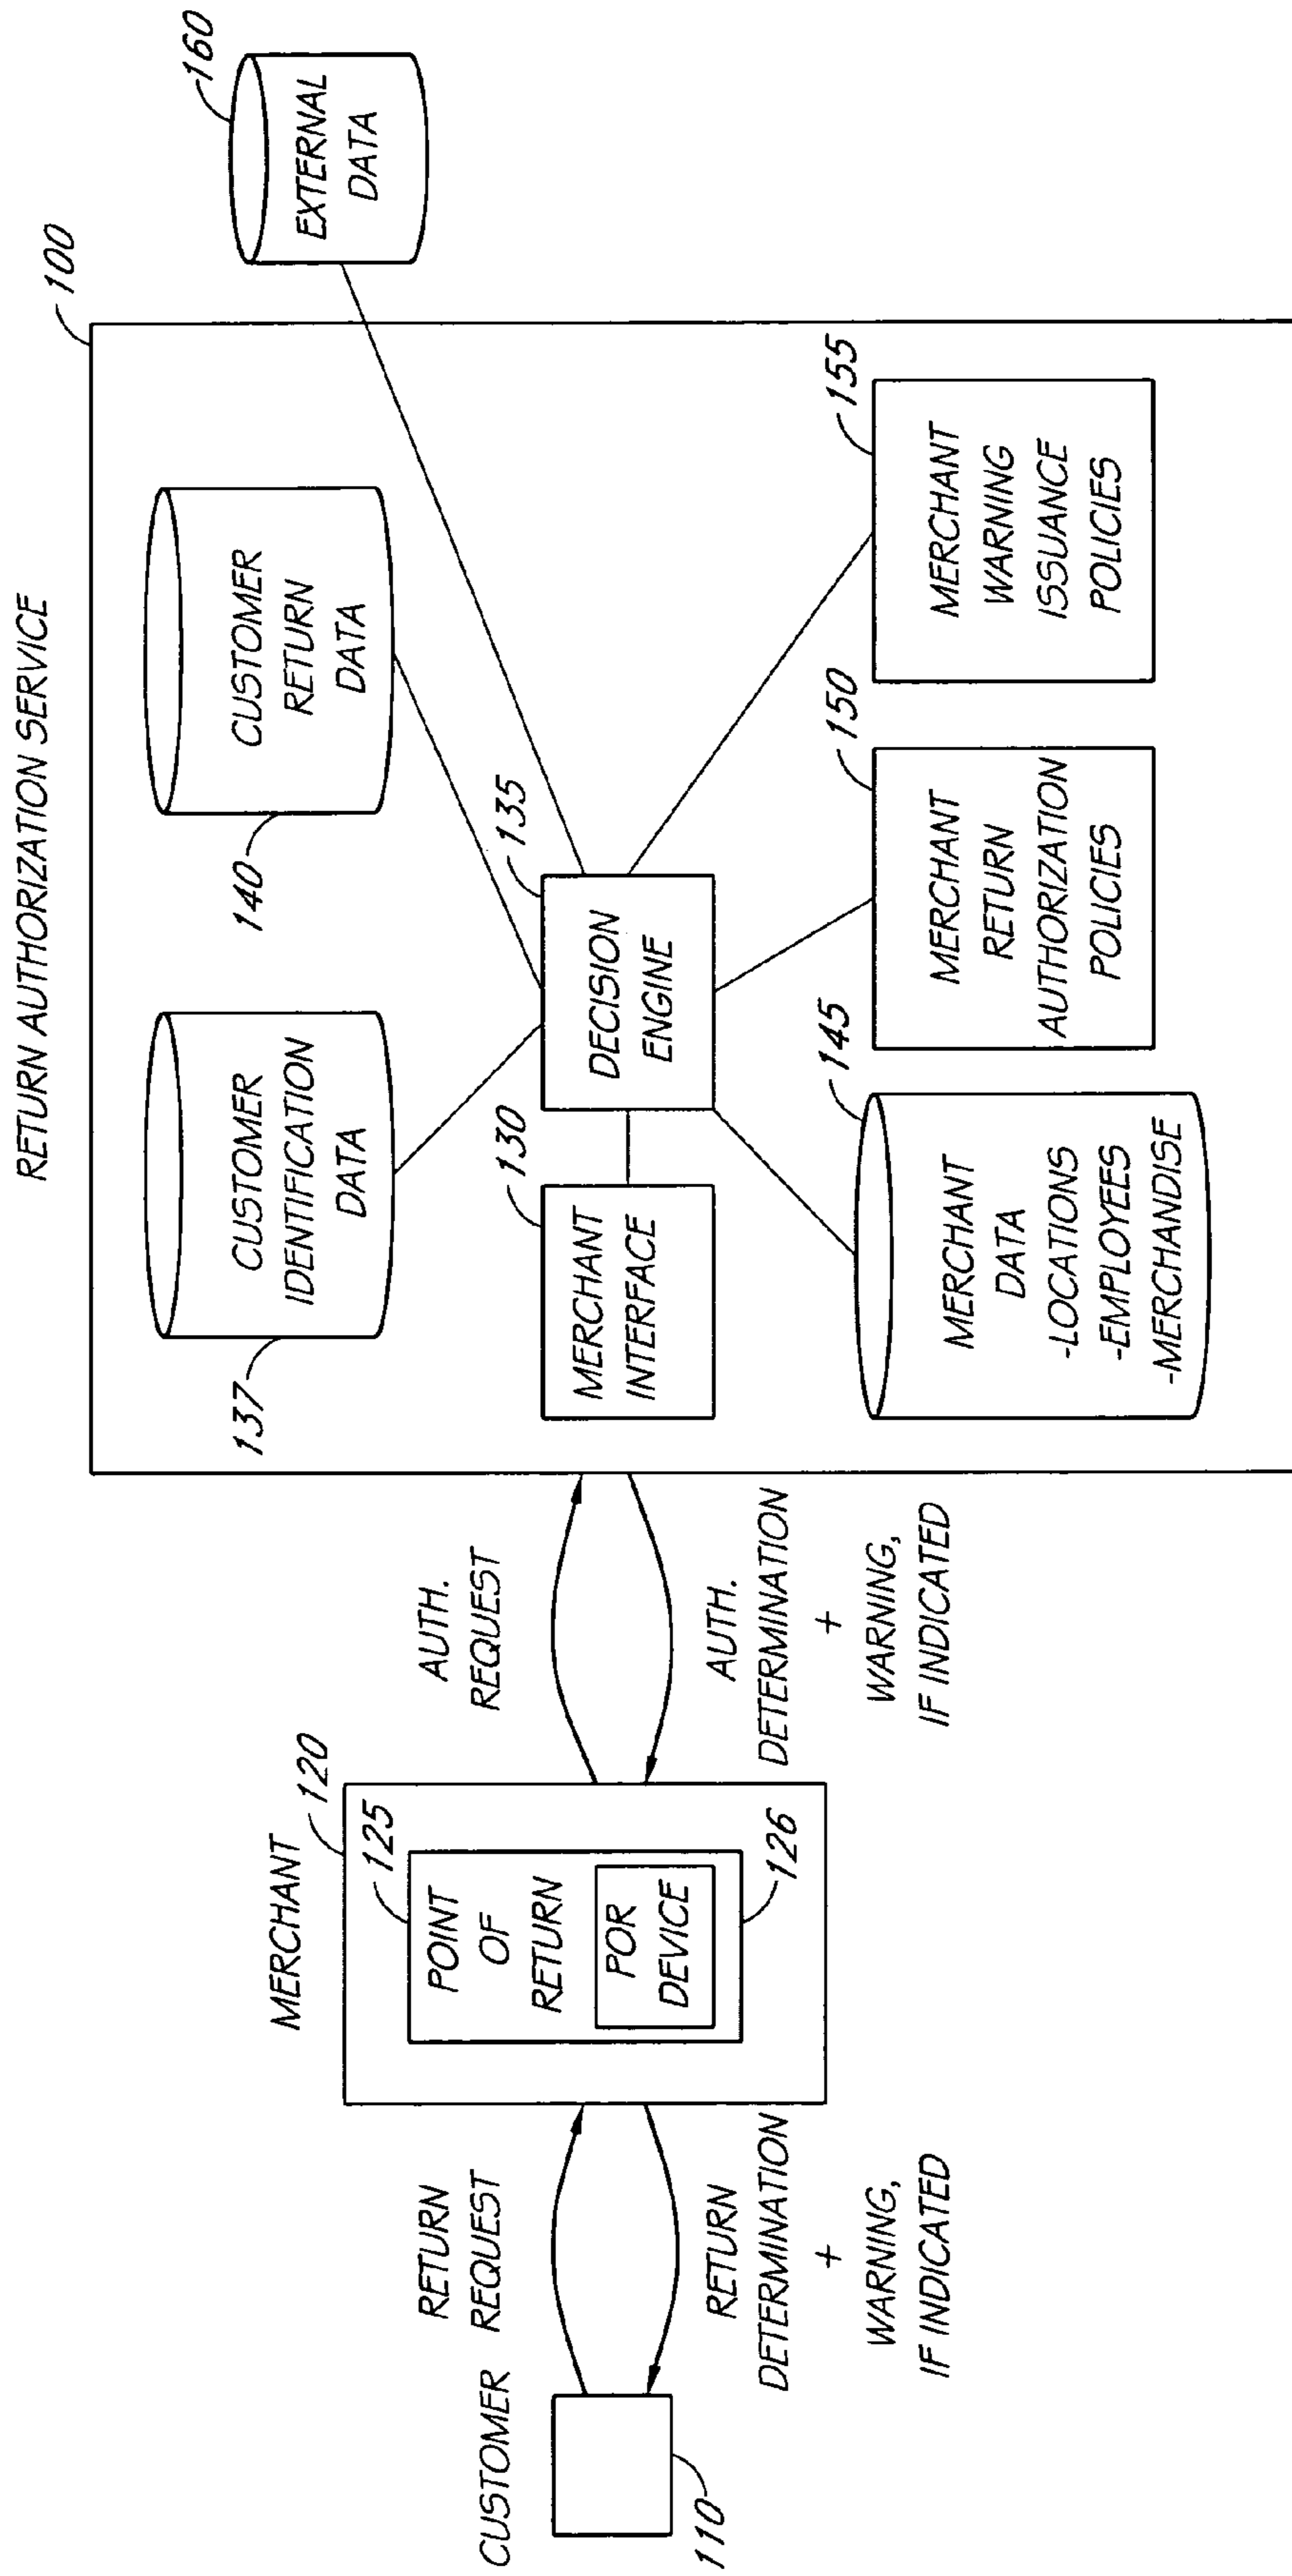 RETURN AUTHORIZATION SERVICE
100
CUSTOMER
110
RETURN
REQUEST
RETURN
DETERMINATION
+
WARNING,
IF INDICATED
MERCHANT
120
125
POINT
OF
RETURN
POR
DEVICE
126
AUTH.
REQUEST
AUTH.
DETERMINATION
+
WARNING,
IF INDICATED
137
CUSTOMER
IDENTIFICATION
DATA
140
CUSTOMER
RETURN
DATA
160
EXTERNAL
DATA
130
MERCHANT
INTERFACE
135
DECISION
ENGINE
145
MERCHANT
DATA
-LOCATIONS
-EMPLOYEES
-MERCHANDISE
150
MERCHANT
RETURN
AUTHORIZATION
POLICIES
155
MERCHANT
WARNING
ISSUANCE
POLICIES